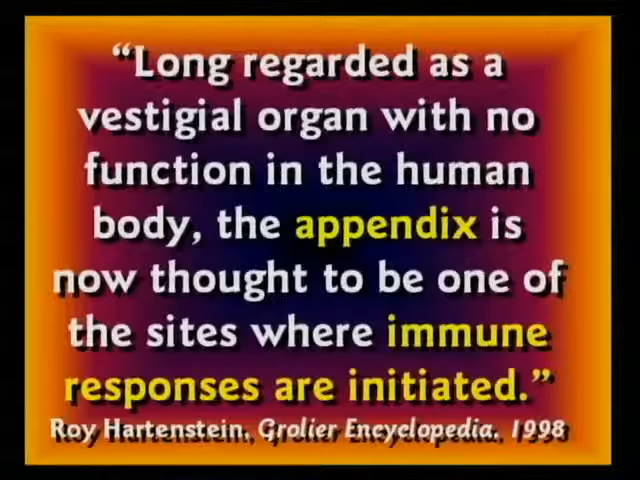 “Long regarded as a
vestigial organ with no
function in the human
body, the appendix is
now thought to be one of
the sites where immune
responses are initiated.”
Roy Hartenstein, Grolier Encyclopedia, 1998